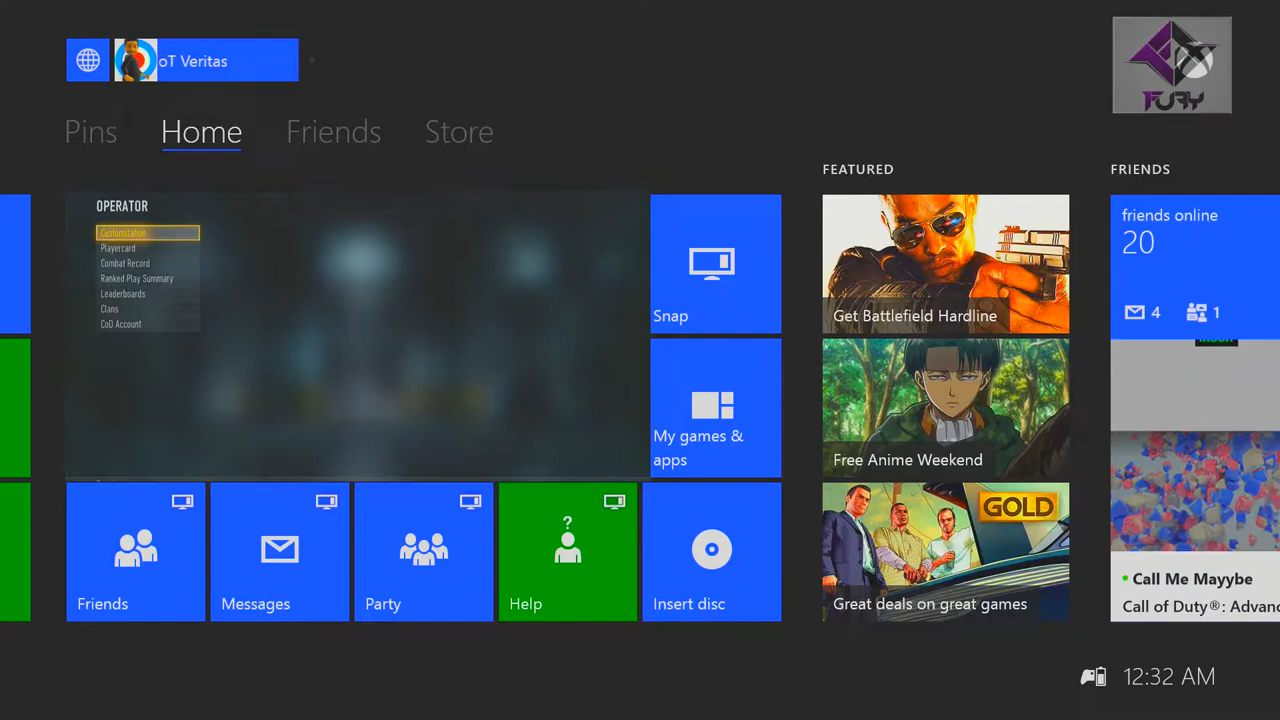 oT Veritas
FURY
Pins
Home
Friends
Store
OPERATOR
Customization
Playercard
Combat Record
Ranked Play Summary
Leaderboards
Clans
CoD Account
Snap
My games &
apps
Friends
Messages
Party
?
Help
Insert disc
FEATURED
Get Battlefield Hardline
Free Anime Weekend
GOLD
Great deals on great games
FRIENDS
friends online
20
4
1
Call Me Mayybe
Call of Duty®: Advanc
12:32 AM